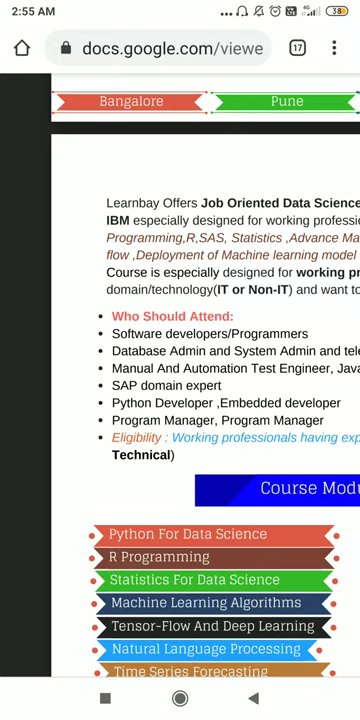 2:55 AM
4G
38
docs.google.com/viewe
17
Bangalore
Pune
Learnbay Offers Job Oriented Data Science
IBM especially designed for working professi
Programming,R,SAS, Statistics ,Advance Ma
flow ,Deployment of Machine learning model
Course is especially designed for working pr
domain/technology(IT or Non-IT) and want to
• Who Should Attend:
• Software developers/Programmers
• Database Admin and System Admin and tele
• Manual And Automation Test Engineer, Java
• SAP domain expert
• Python Developer ,Embedded developer
• Program Manager, Program Manager
• Eligibility : Working professionals having exp
Technical)
Course Modu
Python For Data Science
R Programming
Statistics For Data Science
Machine Learning Algorithms
Tensor-Flow And Deep Learning
Natural Language Processing
Time Series Forecasting